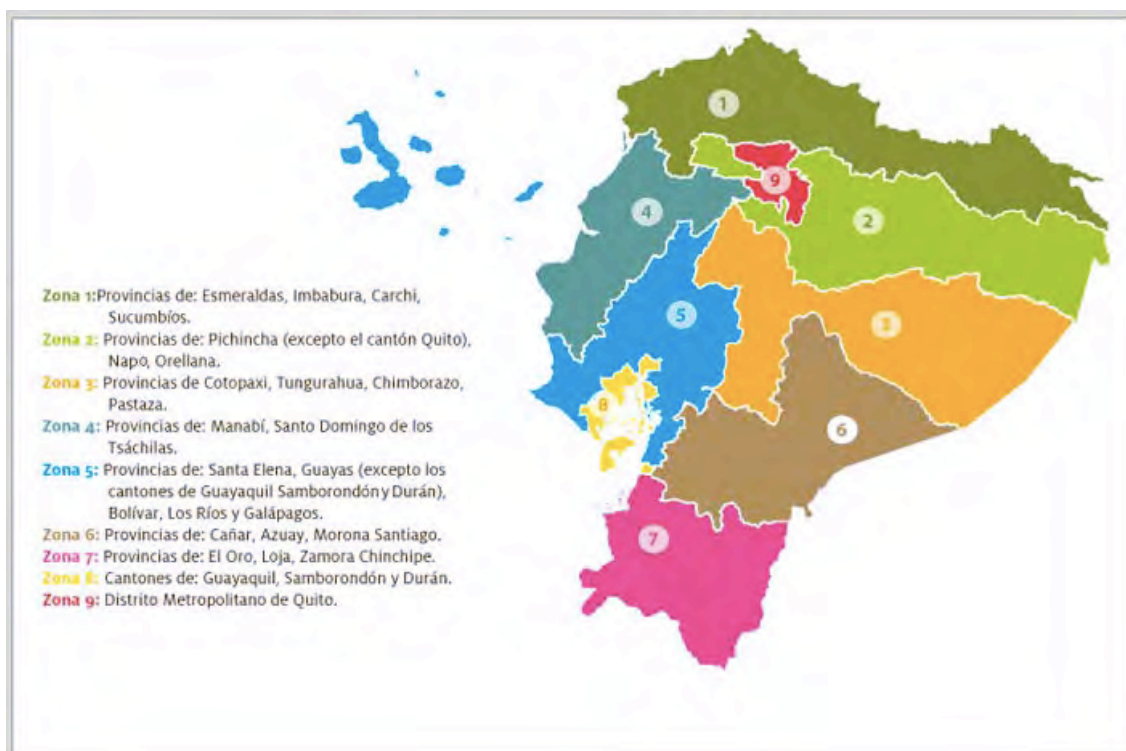 Zona 1:Provincias de: Esmeraldas, Imbabura, Carchi,
Sucumbíos.
Zona 2: Provincias de: Pichincha (excepto el cantón Quito),
Napo, Orellana.
Zona 3: Provincias de Cotopaxi, Tungurahua, Chimborazo,
Pastaza.
Zona 4: Provincias de: Manabí, Santo Domingo de los
Tsáchilas.
Zona 5: Provincias de: Santa Elena, Guayas (excepto los
cantones de Guayaquil Samborondón y Durán),
Bolívar, Los Ríos y Galápagos.
Zona 6: Provincias de: Cañar, Azuay, Morona Santiago.
Zona 7: Provincias de: El Oro, Loja, Zamora Chinchipe.
Zona 8: Cantones de: Guayaquil, Samborondón y Durán.
Zona 9: Distrito Metropolitano de Quito.
1
9
4
2
5
3
8
6
7